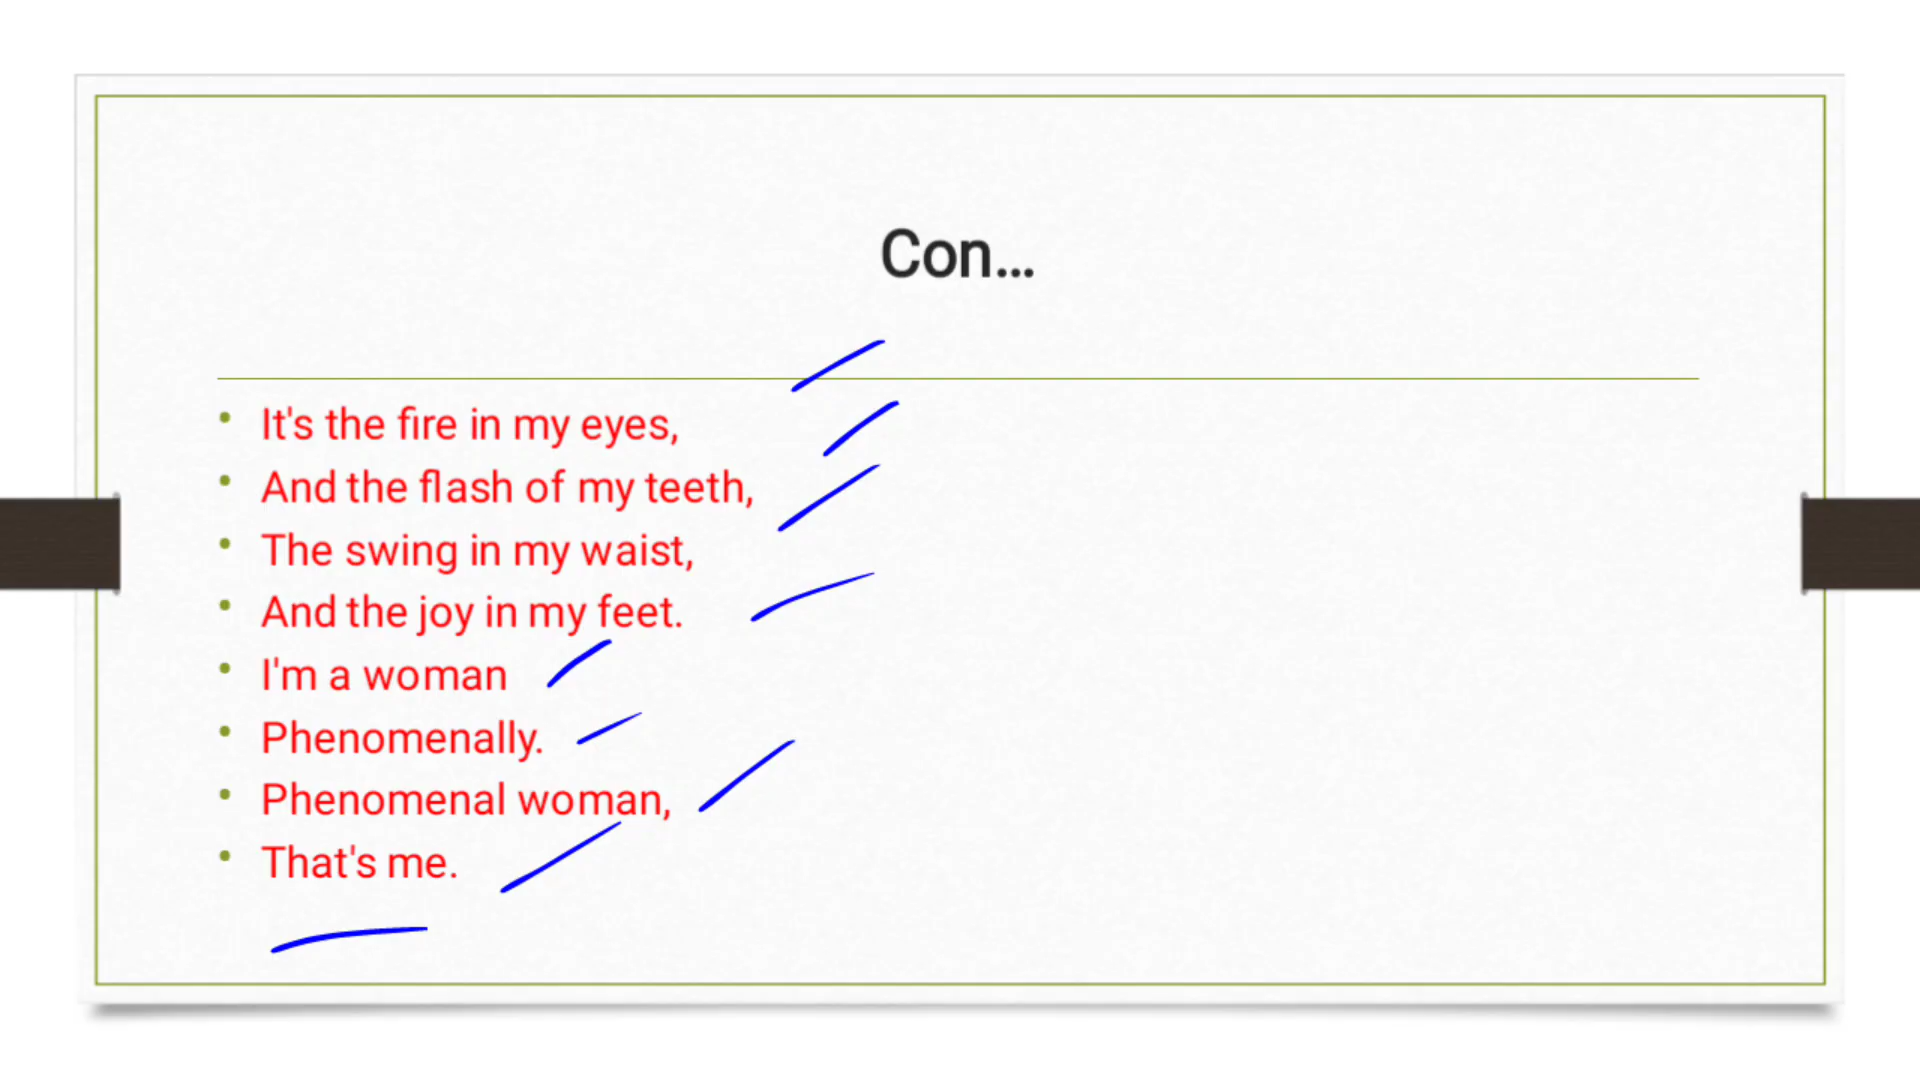 Con...
• It's the fire in my eyes,
• And the flash of my teeth,
• The swing in my waist,
• And the joy in my feet.
• I'm a woman
• Phenomenally.
• Phenomenal woman,
• That's me.